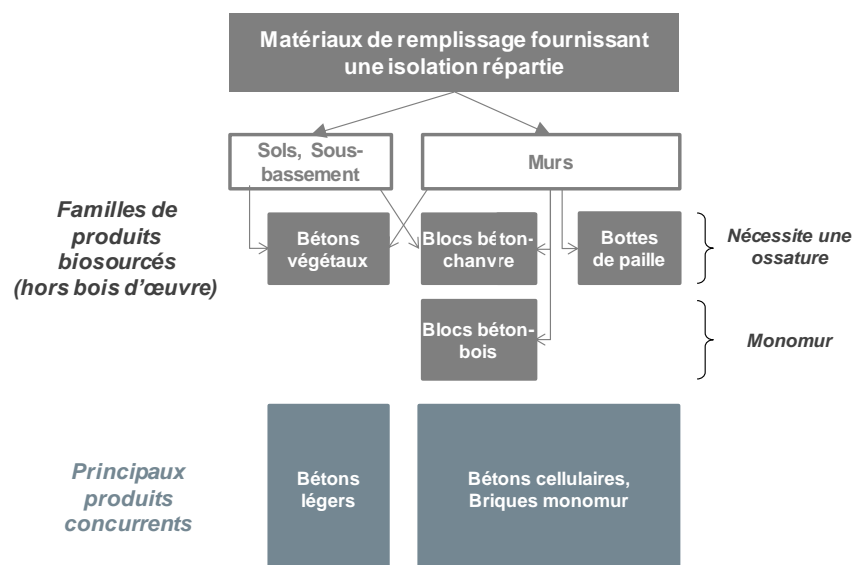 Matériaux de remplissage fournissant
une isolation répartie
Sols, Sous-
bassement
Murs
Familles de
produits
biosourcés
(hors bois d’œuvre)
Bétons
végétaux
Blocs béton-
chanvre
Bottes
de paille
Nécessite une
ossature
Blocs béton-
bois
Monomur
Principaux
produits
concurrents
Bétons
légers
Bétons cellulaires,
Briques monomur